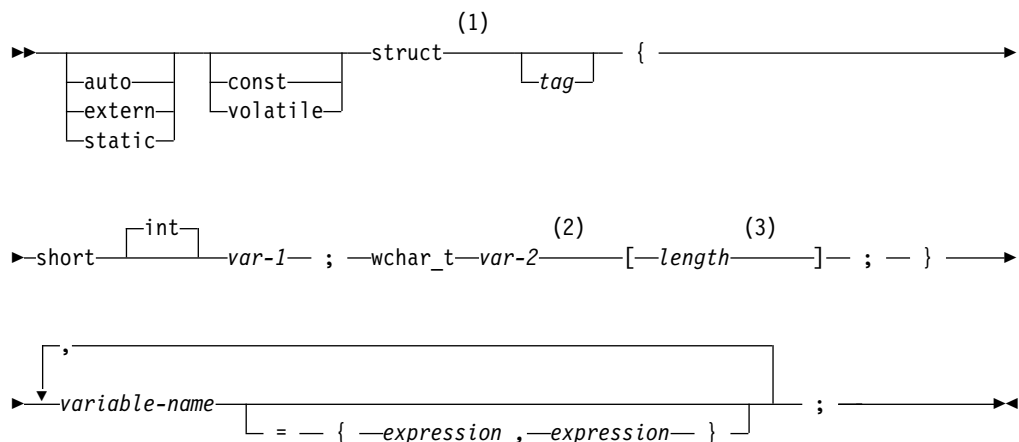 (1)
struct {
auto const tag
extern volatile
static
int (2) (3)
short var-1 ; wchar_t var-2 [ length ] ; }
,
variable-name ;
= { expression , expression }